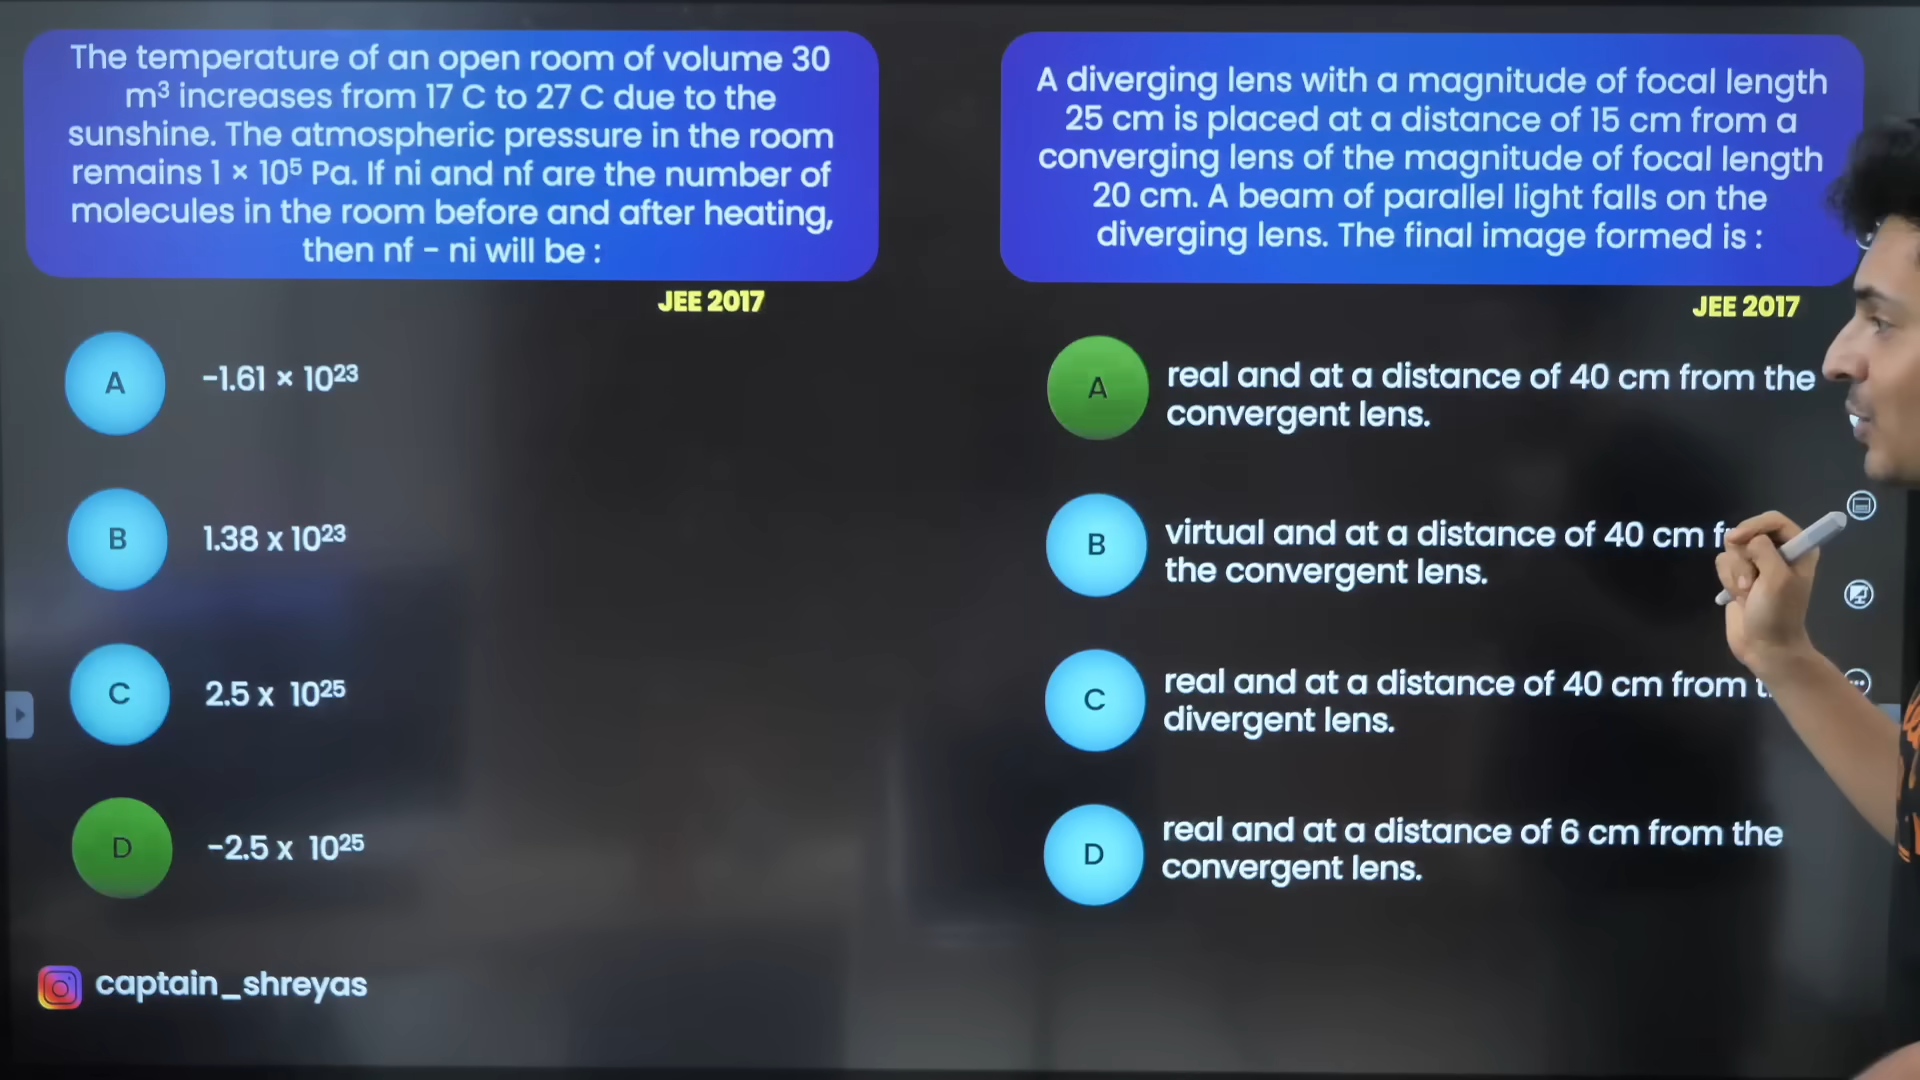 The temperature of an open room of volume 30
m³ increases from 17 C to 27 C due to the
sunshine. The atmospheric pressure in the room
remains 1 × 10⁵ Pa. If ni and nf are the number of
molecules in the room before and after heating,
then nf – ni will be :
JEE 2017
A
-1.61 × 10²³
B
1.38 x 10²³
C
2.5 x 10²⁵
D
-2.5 x 10²⁵
captain_shreyas
A diverging lens with a magnitude of focal length
25 cm is placed at a distance of 15 cm from a
converging lens of the magnitude of focal length
20 cm. A beam of parallel light falls on the
diverging lens. The final image formed is :
JEE 2017
A
real and at a distance of 40 cm from the
convergent lens.
B
virtual and at a distance of 40 cm
the convergent lens.
C
real and at a distance of 40 cm from
divergent lens.
D
real and at a distance of 6 cm from the
convergent lens.